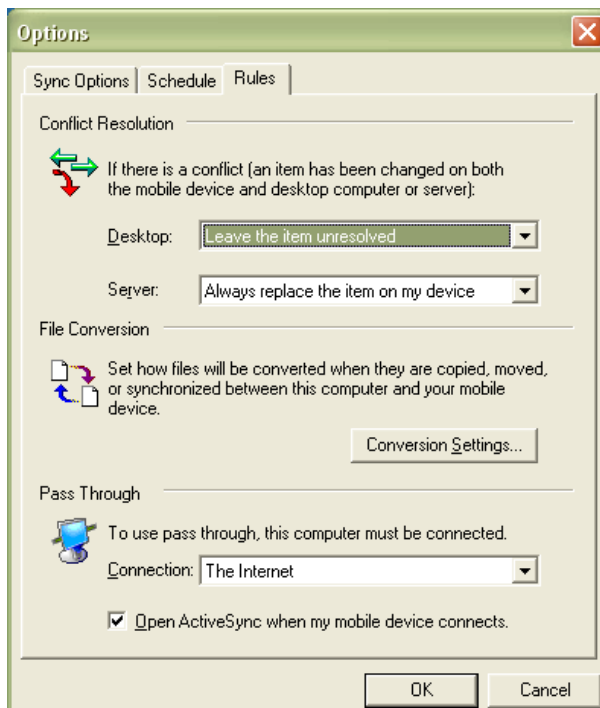 Options
Sync Options Schedule Rules
Conflict Resolution
If there is a conflict (an item has been changed on both
the mobile device and desktop computer or server):
Desktop: Leave the item unresolved
Server: Always replace the item on my device
File Conversion
Set how files will be converted when they are copied, moved,
or synchronized between this computer and your mobile
device.
Conversion Settings...
Pass Through
To use pass through, this computer must be connected.
Connection: The Internet
Open ActiveSync when my mobile device connects.
OK Cancel